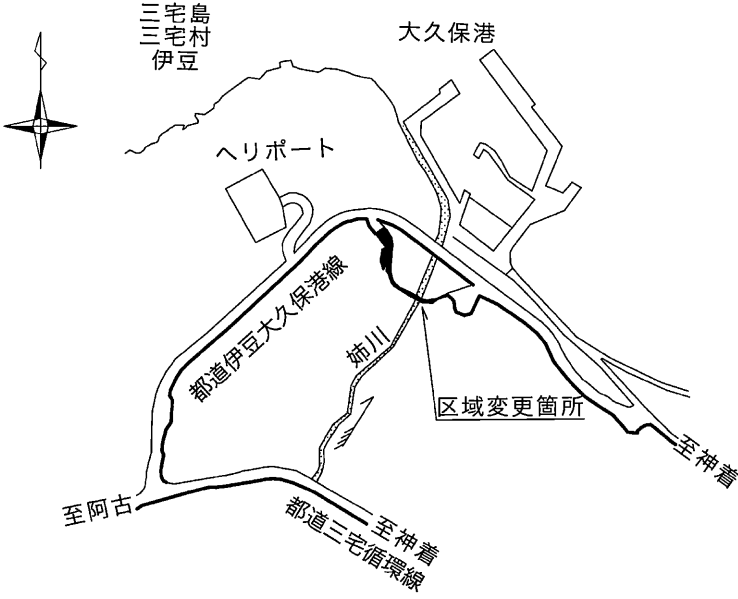 三宅島
三宅村
伊豆
大久保港
ヘリポート
都道伊豆大久保港線
姉川
区域変更箇所
至神着
至阿古
至神着
都道三宅循環線